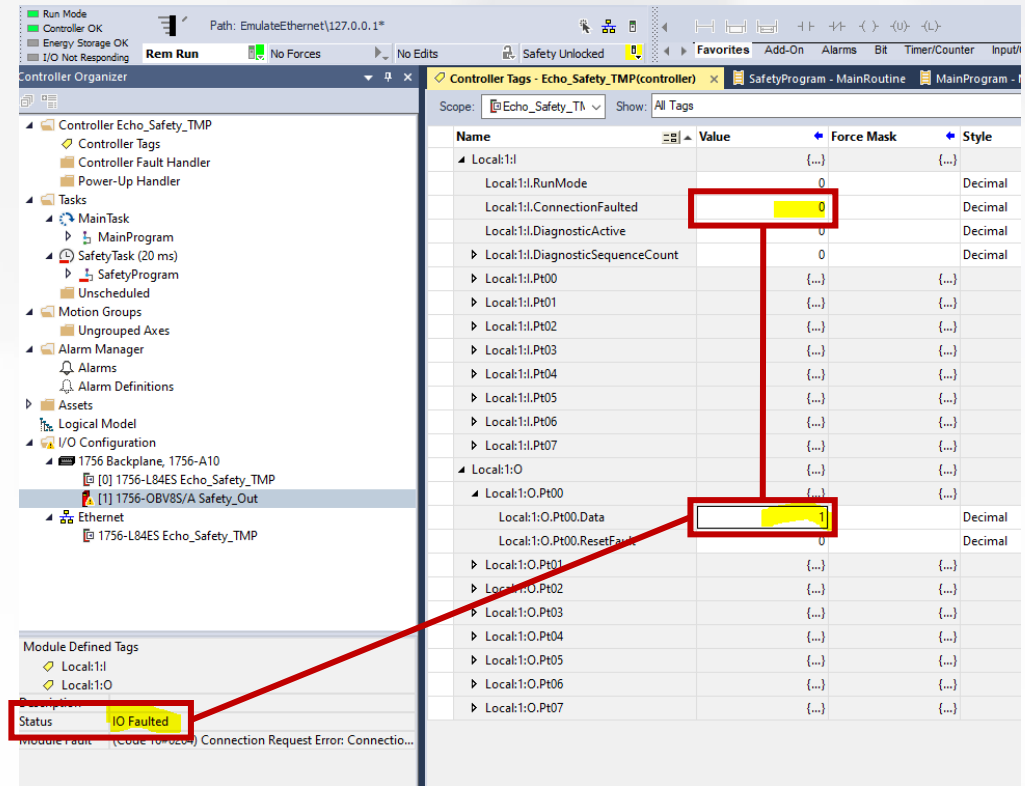 Run Mode
Controller OK
Energy Storage OK
I/O Not Responding
Path: EmulateEthernet\127.0.0.1*
Rem Run
No Forces
No Edits
Safety Unlocked
Favorites Add-On Alarms Bit Timer/Counter Input/
Controller Organizer
Controller Echo_Safety_TMP
Controller Tags
Controller Fault Handler
Power-Up Handler
Tasks
MainTask
MainProgram
SafetyTask (20 ms)
SafetyProgram
Unscheduled
Motion Groups
Ungrouped Axes
Alarm Manager
Alarms
Alarm Definitions
Assets
Logical Model
I/O Configuration
1756 Backplane, 1756-A10
[0] 1756-L84ES Echo_Safety_TMP
[1] 1756-OBV8S/A Safety_Out
Ethernet
1756-L84ES Echo_Safety_TMP
Module Defined Tags
Local:1:I
Local:1:O
Description
Status IO Faulted
Module Fault Connection Request Error: Connectio...
Controller Tags - Echo_Safety_TMP(controller) SafetyProgram - MainRoutine MainProgram -
Scope: Echo_Safety_TM Show: All Tags
Name Value Force Mask Style
Local:1:I {...} {...}
Local:1:I.RunMode 0 Decimal
Local:1:I.ConnectionFaulted 0 Decimal
Local:1:I.DiagnosticActive 0 Decimal
Local:1:I.DiagnosticSequenceCount 0 Decimal
Local:1:I.Pt00 {...} {...}
Local:1:I.Pt01 {...} {...}
Local:1:I.Pt02 {...} {...}
Local:1:I.Pt03 {...} {...}
Local:1:I.Pt04 {...} {...}
Local:1:I.Pt05 {...} {...}
Local:1:I.Pt06 {...} {...}
Local:1:I.Pt07 {...} {...}
Local:1:O {...} {...}
Local:1:O.Pt00 {...} {...}
Local:1:O.Pt00.Data 1 Decimal
Local:1:O.Pt00.ResetFault 0 Decimal
Local:1:O.Pt01 {...} {...}
Local:1:O.Pt02 {...} {...}
Local:1:O.Pt03 {...} {...}
Local:1:O.Pt04 {...} {...}
Local:1:O.Pt05 {...} {...}
Local:1:O.Pt06 {...} {...}
Local:1:O.Pt07 {...} {...}